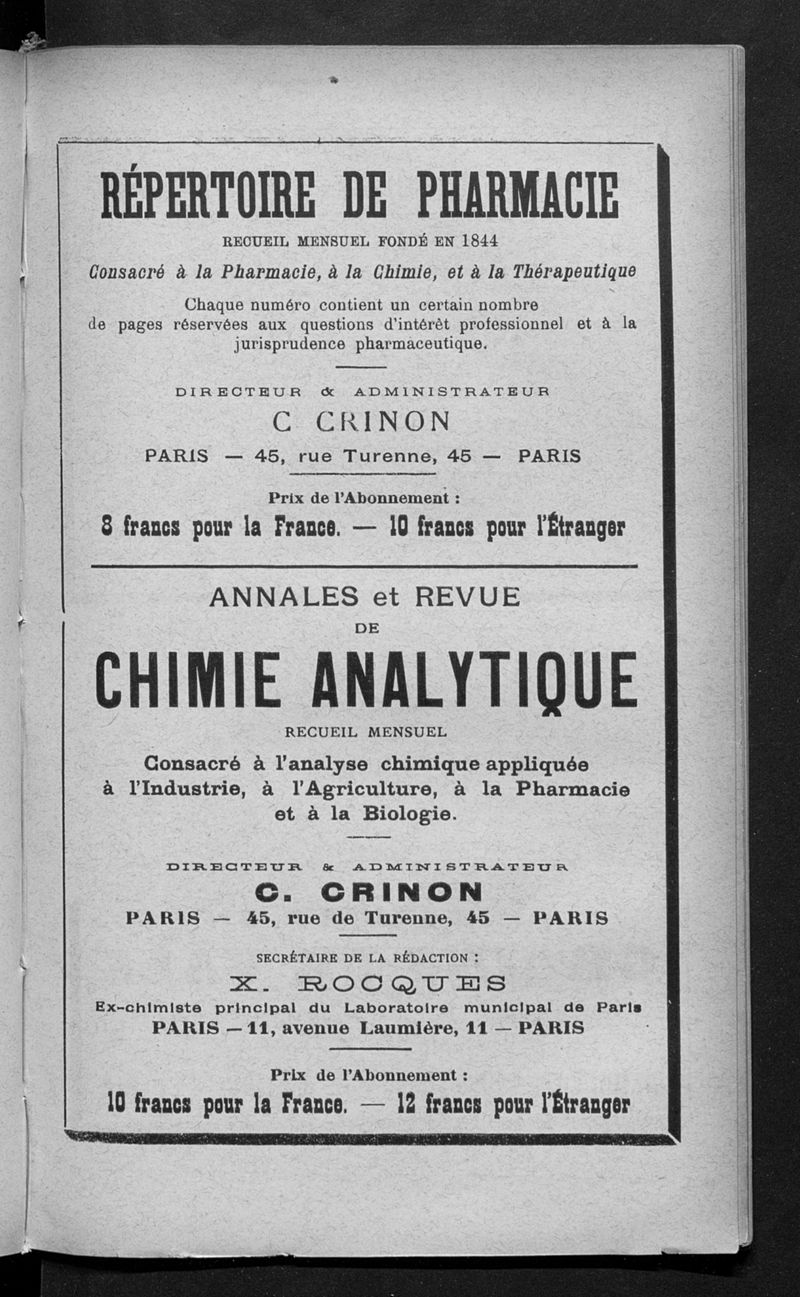 RÉPERTOIRE DE PHARMACIE
RECUEIL MENSUEL FONDÉ EN 1844
Consacré à la Pharmacie, à la Chimie, et à la Thérapeutique
Chaque numéro contient un certain nombre
de pages réservées aux questions d'intérêt professionnel et à la
jurisprudence pharmaceutique.
DIRECTEUR & ADMINISTRATEUR
C CRINON
PARIS — 45, rue Turenne, 45 — PARIS
Prix de l'Abonnement :
8 francs pour la France. — 10 francs pour l'Étranger
ANNALES et REVUE
DE
CHIMIE ANALYTIQUE
RECUEIL MENSUEL
Consacré à l'analyse chimique appliquée
à l'Industrie, à l'Agriculture, à la Pharmacie
et à la Biologie.
DIRECTEUR & ADMINISTRATEUR
C. CRINON
PARIS — 45, rue de Turenne, 45 — PARIS
SECRÉTAIRE DE LA RÉDACTION :
X. ROCQUES
Ex-chimiste principal du Laboratoire municipal de Paris
PARIS — 11, avenue Laumière, 11 — PARIS
Prix de l'Abonnement :
10 francs pour la France. — 12 francs pour l'Étranger